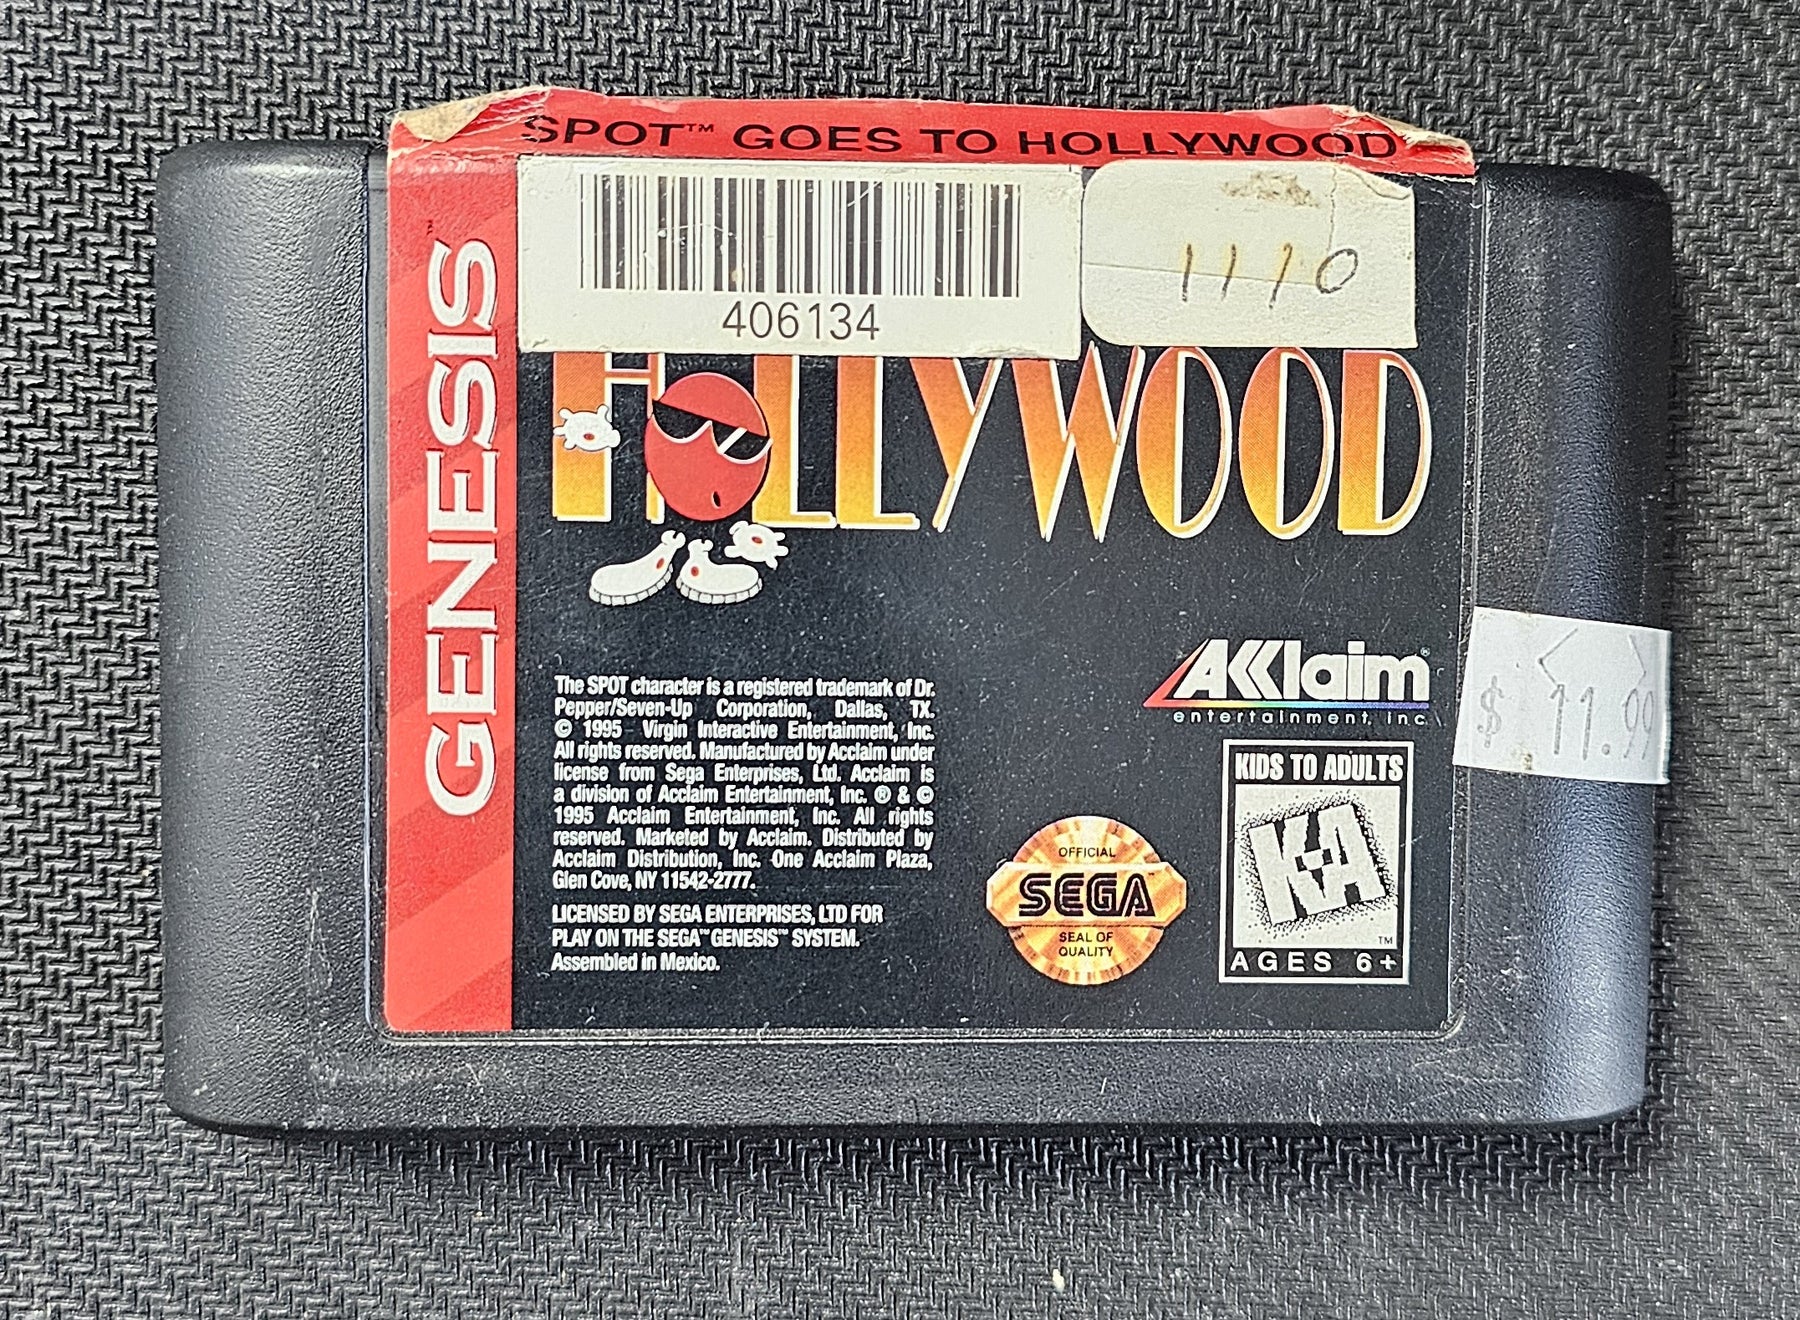 SPOT™ GOES TO HOLLYWOOD
GENESIS™
406134
1110
HOLLYWOOD
The SPOT character is a registered trademark of Dr.
Pepper/Seven-Up Corporation, Dallas, TX.
© 1995 Virgin Interactive Entertainment, Inc.
All rights reserved. Manufactured by Acclaim under
license from Sega Enterprises, Ltd. Acclaim is
a division of Acclaim Entertainment, Inc. ® & ©
1995 Acclaim Entertainment, Inc. All rights
reserved. Marketed by Acclaim. Distributed by
Acclaim Distribution, Inc. One Acclaim Plaza,
Glen Cove, NY 11542-2777.
LICENSED BY SEGA ENTERPRISES, LTD FOR
PLAY ON THE SEGA™ GENESIS™ SYSTEM.
Assembled in Mexico.
AKKlaim®
entertainment, inc.
$ 11.99
KIDS TO ADULTS
K-A
™
AGES 6+
OFFICIAL
SEGA™
SEAL OF
QUALITY